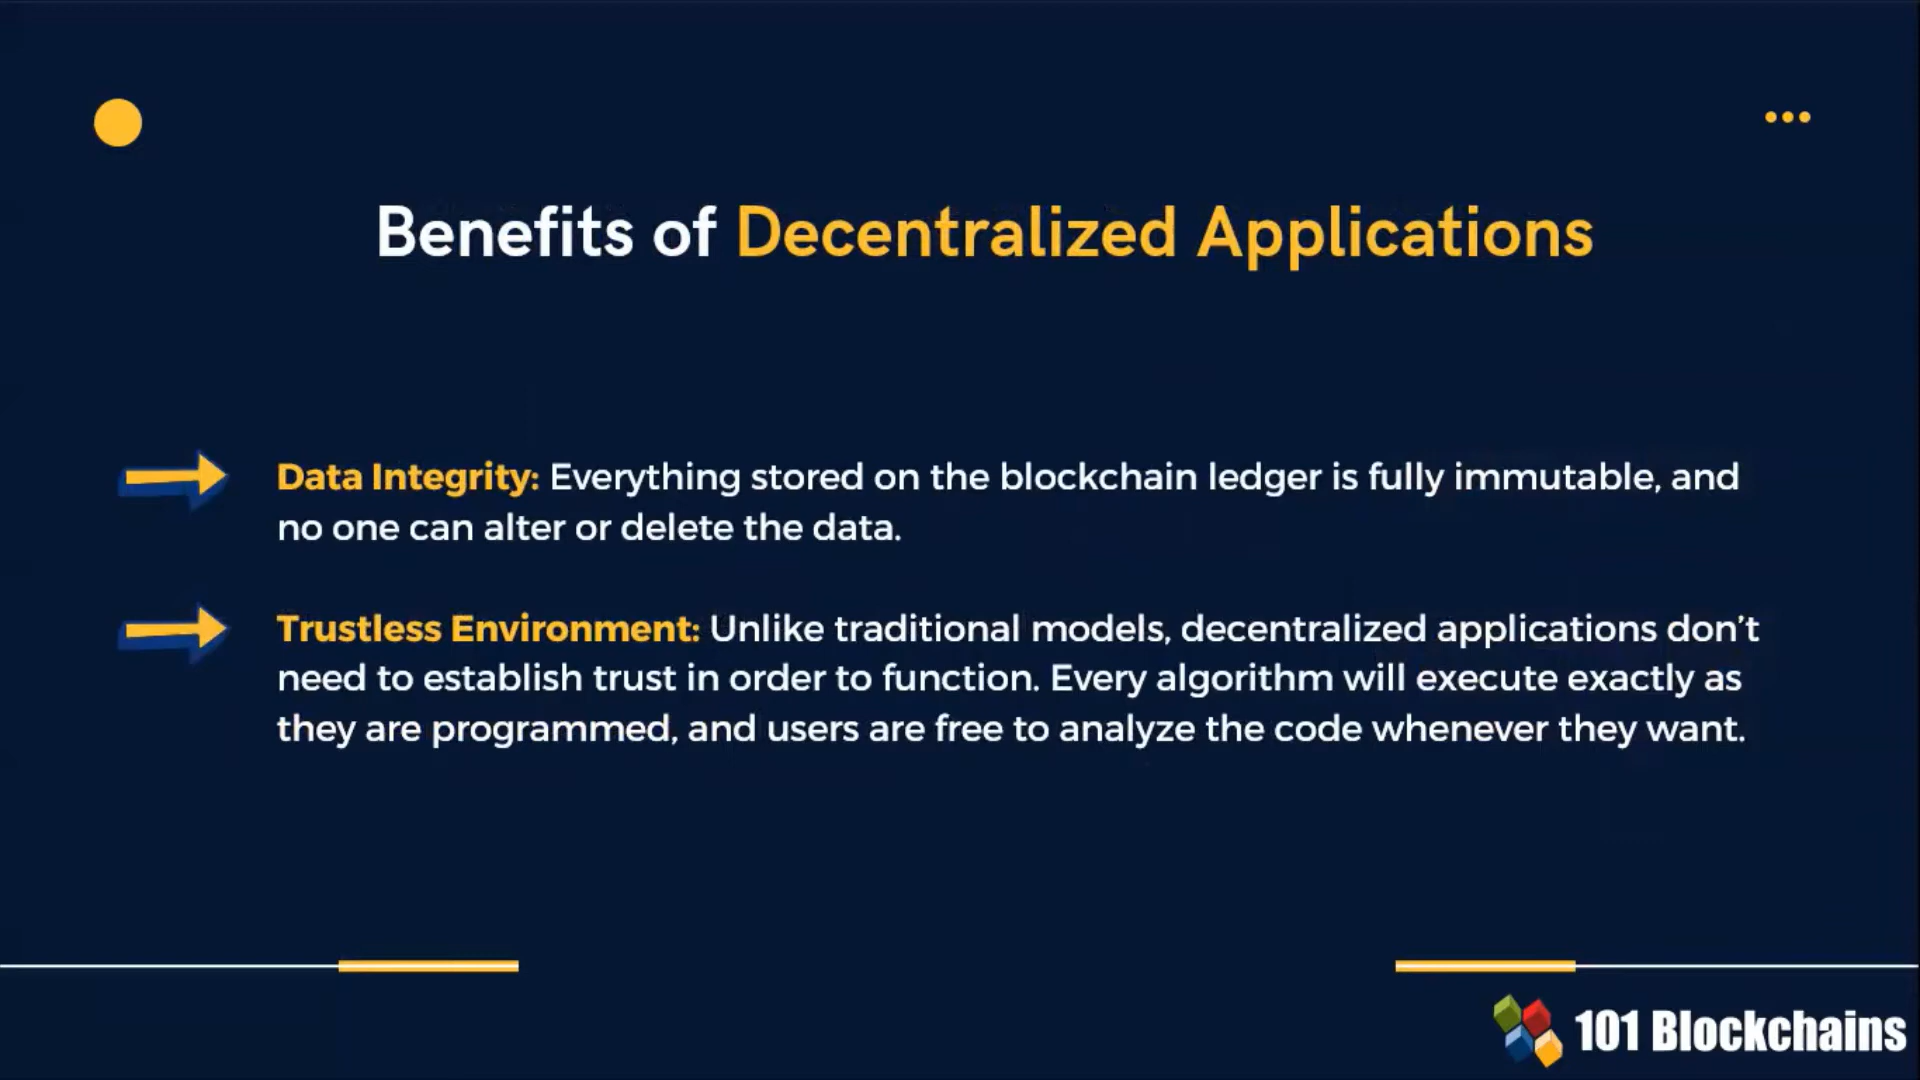 Benefits of Decentralized Applications
Data Integrity: Everything stored on the blockchain ledger is fully immutable, and
no one can alter or delete the data.
Trustless Environment: Unlike traditional models, decentralized applications don’t
need to establish trust in order to function. Every algorithm will execute exactly as
they are programmed, and users are free to analyze the code whenever they want.
101 Blockchains